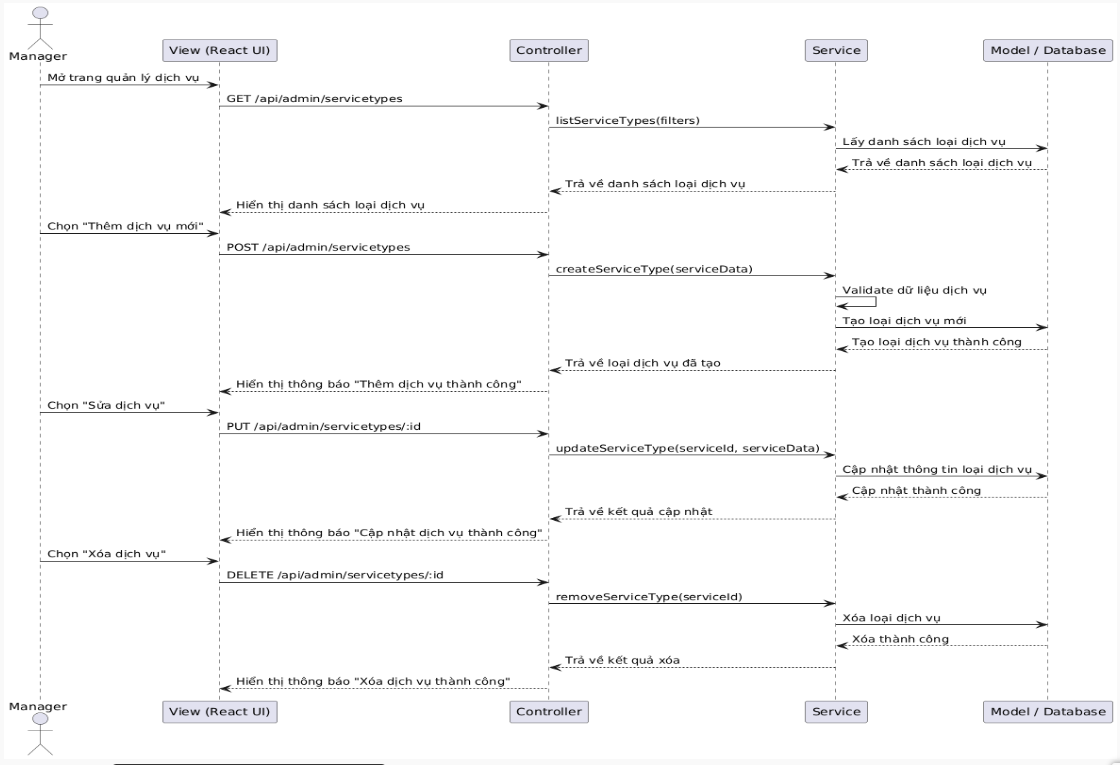 Manager
View (React UI)
Controller
Service
Model / Database
Mở trang quản lý dịch vụ
GET /api/admin/servicetypes
listServiceTypes(filters)
Lấy danh sách loại dịch vụ
Trả về danh sách loại dịch vụ
Trả về danh sách loại dịch vụ
Hiển thị danh sách loại dịch vụ
Chọn "Thêm dịch vụ mới"
POST /api/admin/servicetypes
createServiceType(serviceData)
Validate dữ liệu dịch vụ
Tạo loại dịch vụ mới
Tạo loại dịch vụ thành công
Trả về loại dịch vụ đã tạo
Hiển thị thông báo "Thêm dịch vụ thành công"
Chọn "Sửa dịch vụ"
PUT /api/admin/servicetypes/:id
updateServiceType(serviceId, serviceData)
Cập nhật thông tin loại dịch vụ
Cập nhật thành công
Trả về kết quả cập nhật
Hiển thị thông báo "Cập nhật dịch vụ thành công"
Chọn "Xóa dịch vụ"
DELETE /api/admin/servicetypes/:id
removeServiceType(serviceId)
Xóa loại dịch vụ
Xóa thành công
Trả về kết quả xóa
Hiển thị thông báo "Xóa dịch vụ thành công"
Manager
View (React UI)
Controller
Service
Model / Database